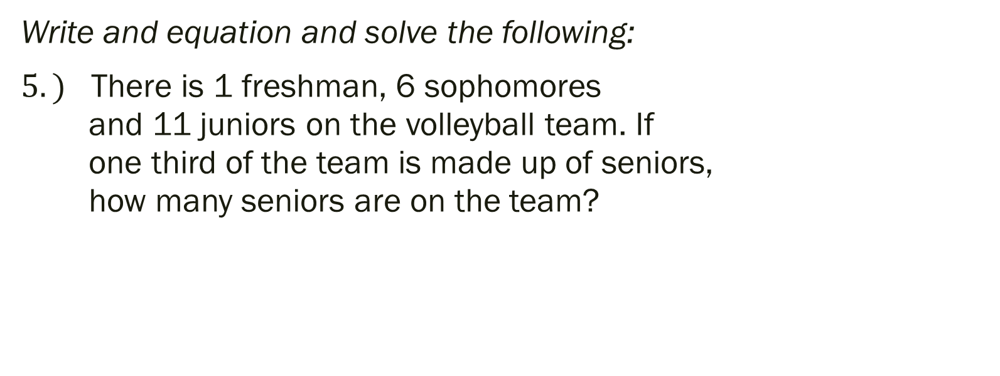 Write and equation and solve the following:
5.) There is 1 freshman, 6 sophomores
and 11 juniors on the volleyball team. If
one third of the team is made up of seniors,
how many seniors are on the team?